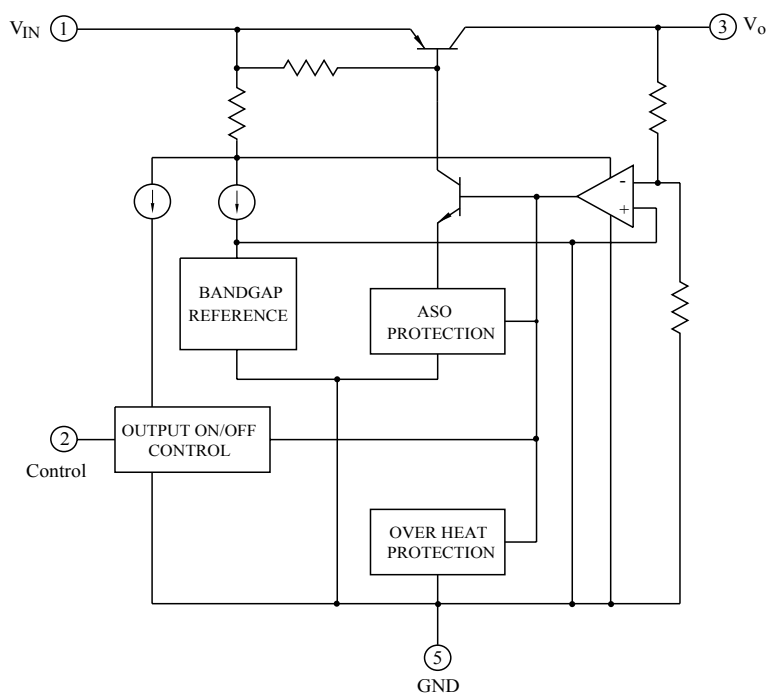 V_IN 1
3 V_o
-
+
BANDGAP
REFERENCE
ASO
PROTECTION
2
OUTPUT ON/OFF
CONTROL
Control
OVER HEAT
PROTECTION
5
GND